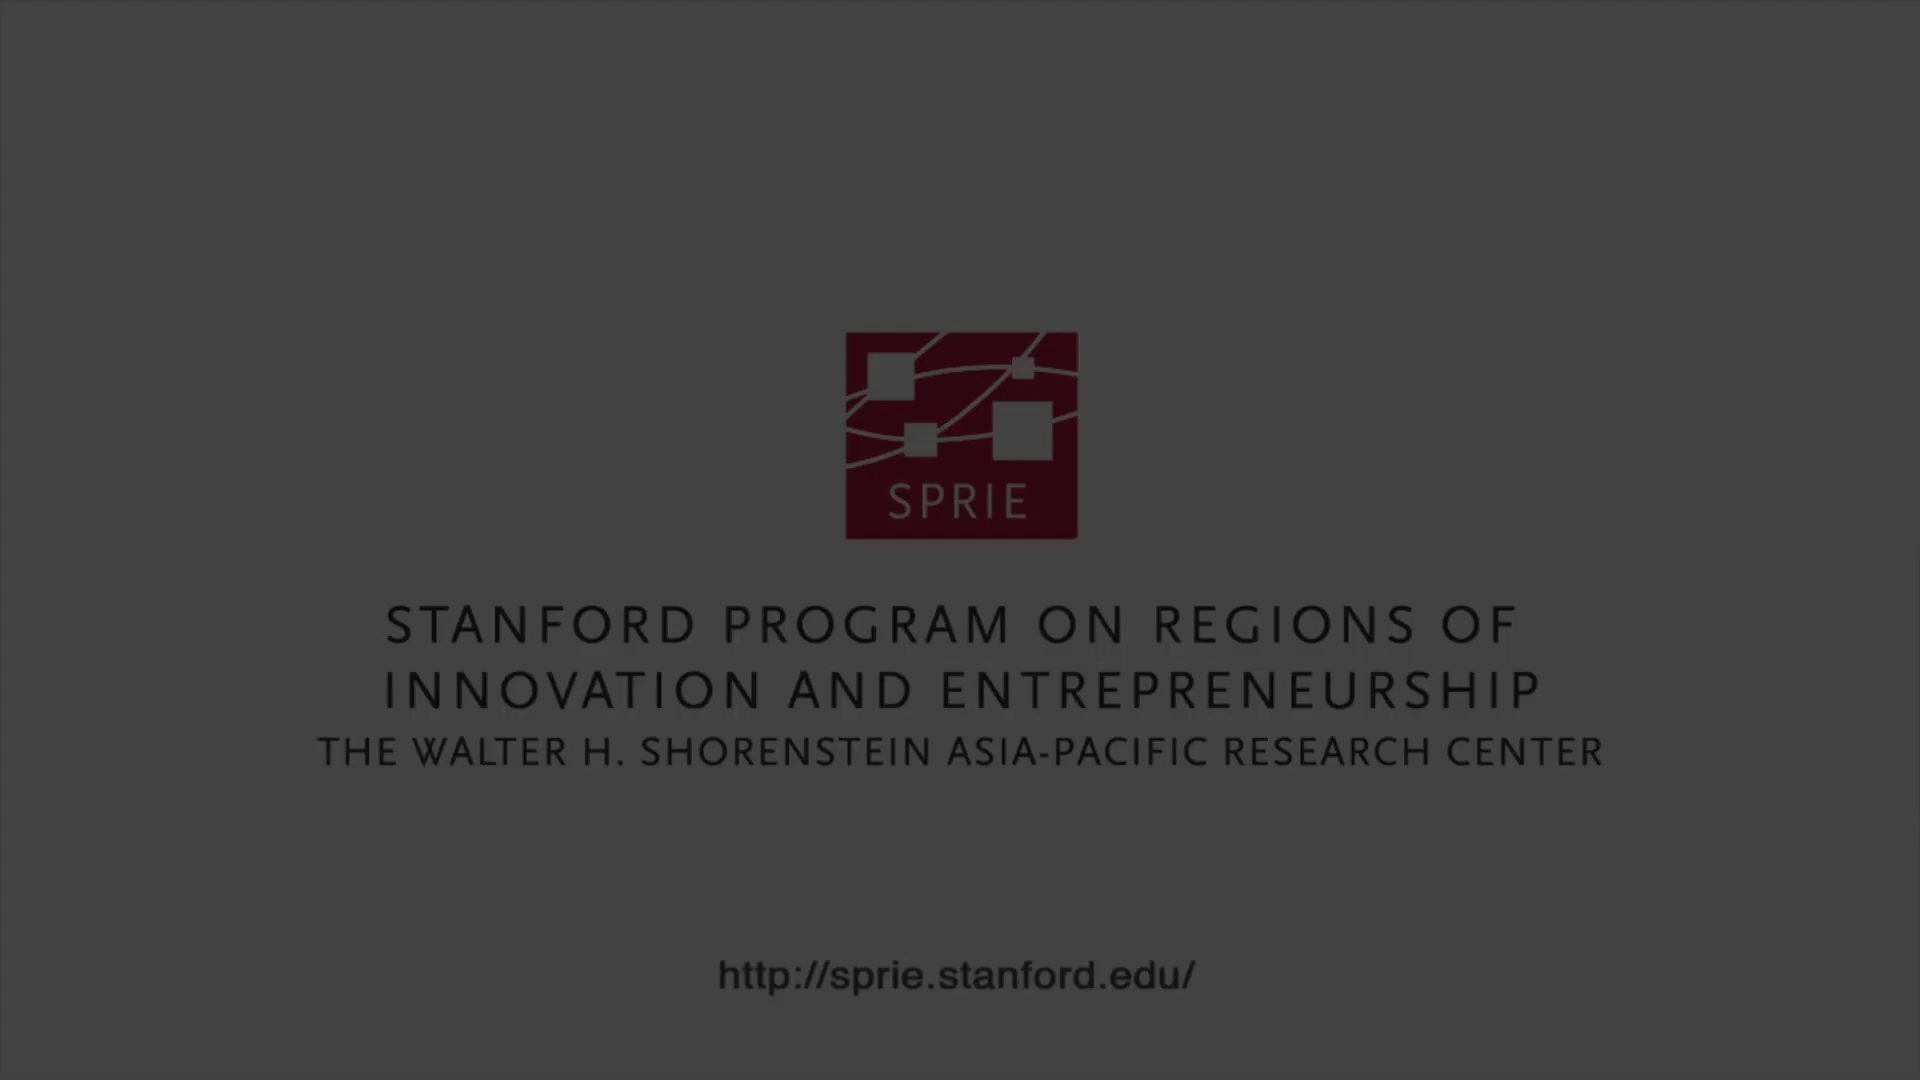 SPRIE
STANFORD PROGRAM ON REGIONS OF
INNOVATION AND ENTREPRENEURSHIP
THE WALTER H. SHORENSTEIN ASIA-PACIFIC RESEARCH CENTER
http://sprie.stanford.edu/